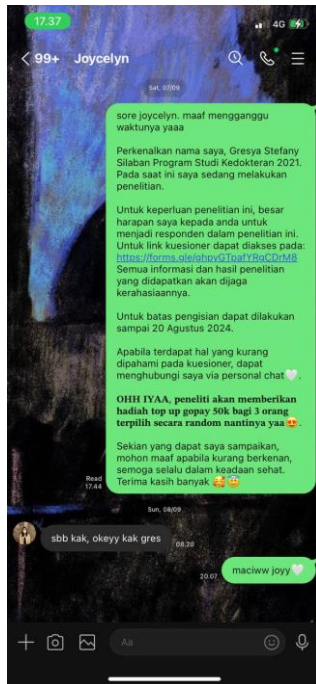 17.37
4G
99+ Joycelyn
Sat, 07/09
sore joycelyn. maaf mengganggu
waktunya yaaa
Perkenalkan nama saya, Gresya Stefany
Silaban Program Studi Kedokteran 2021.
Pada saat ini saya sedang melakukan
penelitian.
Untuk keperluan penelitian ini, besar
harapan saya kepada anda untuk
menjadi responden dalam penelitian ini.
Untuk link kuesioner dapat diakses pada:
https://forms.gle/ghpvGTpafYRqCDrM8
Semua informasi dan hasil penelitian
yang didapatkan akan dijaga
kerahasiaannya.
Untuk batas pengisian dapat dilakukan
sampai 20 Agustus 2024.
Apabila terdapat hal yang kurang
dipahami pada kuesioner, dapat
menghubungi saya via personal chat🤍.
OHH IYAA, peneliti akan memberikan
hadiah top up gopay 50k bagi 3 orang
terpilih secara random nantinya yaa😍.
Sekian yang dapat saya sampaikan,
mohon maaf apabila kurang berkenan,
semoga selalu dalam keadaan sehat.
Terima kasih banyak 🥰😇
Read
17.44
Sun, 08/09
sbb kak, okeyy kak gres
08.20
maciww joyy🤍
20.07
Aa